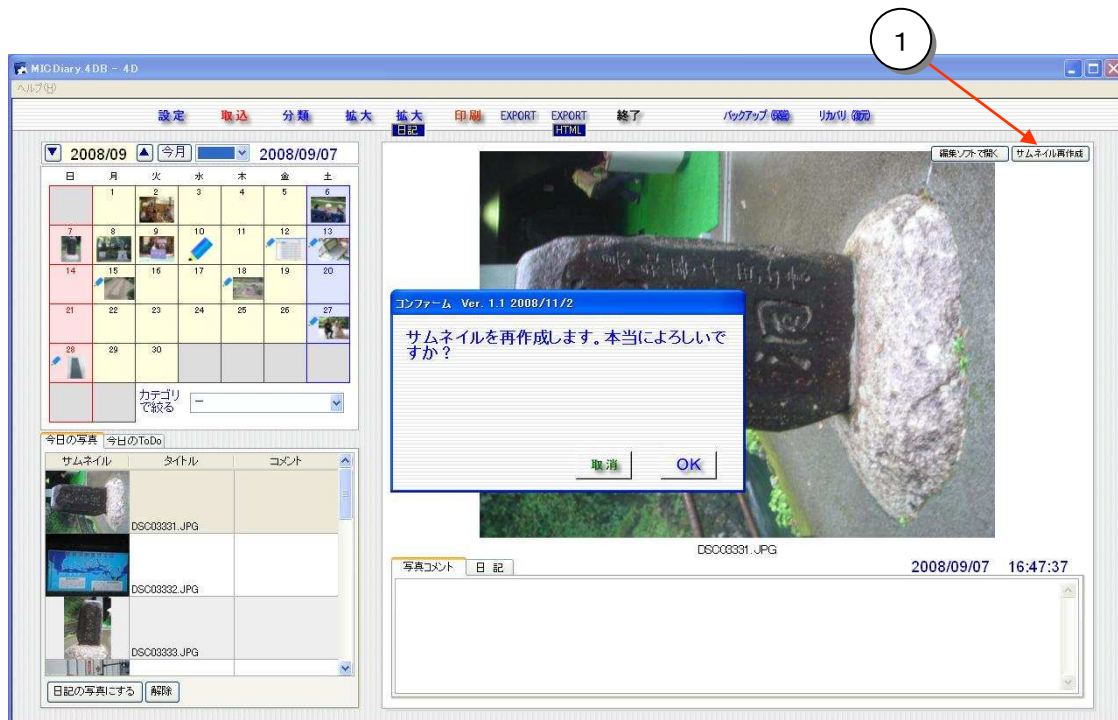 1
MIC Diary.4DB - 4D
ヘルプ(H)
設定 取込 分類 拡大 拡大 印刷 EXPORT EXPORT 終了 バックアップ リカバリ
日記 HTML
2008/09 今月 2008/09/07
編集ソフトで開く サムネイル再作成
日 月 火 水 木 金 土
1 2 3 4 5 6
7 8 9 10 11 12 13
14 15 16 17 18 19 20
21 22 23 24 25 26 27
28 29 30
カテゴリ
で絞る
コンファーム Ver. 1.1 2008/11/2
サムネイルを再作成します。本当によろしいで
すか？
取消 OK
今日の写真 今日のToDo
サムネイル タイトル コメント
DSC03331.JPG
DSC03332.JPG
DSC03333.JPG
日記の写真にする 解除
DSC03331.JPG
写真コメント 日 記
2008/09/07 16:47:37